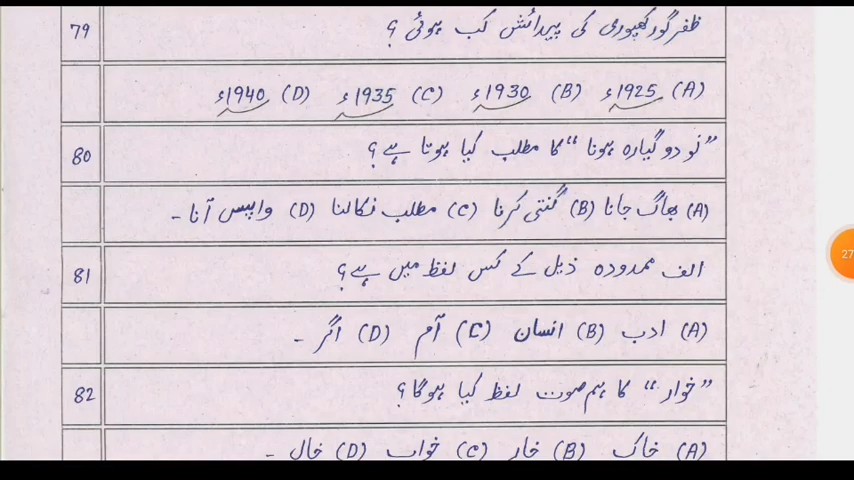 79 ظفر گورکھپوری کی پیدائش کب ہوئی ؟
(A) 1925ء (B) 1930ء (C) 1935ء (D) 1940ء
80 ”نو دو گیارہ ہونا“ کا مطلب کیا ہوتا ہے ؟
(A) بھاگ جانا (B) گنتی کرنا (C) مطلب نکالنا (D) واپس آنا ۔
81 الف ممدودہ ذیل کے کس لفظ میں ہے ؟
(A) ادب (B) انسان (C) آم (D) اگر ۔
82 ”خوار“ کا ہم صوت لفظ کیا ہوگا ؟
(A) خاک (B) خار (C) خواب (D) خال ۔
27